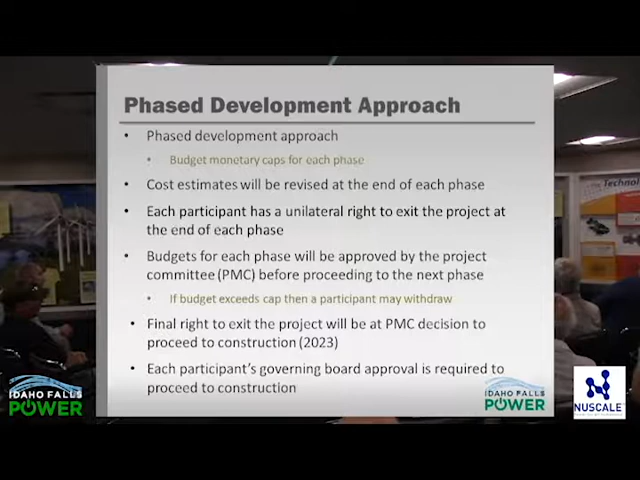 Phased Development Approach
• Phased development approach
• Budget monetary caps for each phase
• Cost estimates will be revised at the end of each phase
• Each participant has a unilateral right to exit the project at
the end of each phase
• Budgets for each phase will be approved by the project
committee (PMC) before proceeding to the next phase
• If budget exceeds cap then a participant may withdraw
• Final right to exit the project will be at PMC decision to
proceed to construction (2023)
• Each participant's governing board approval is required to
proceed to construction
IDAHO FALLS
POWER
IDAHO FALLS
POWER
NUSCALE
Technol